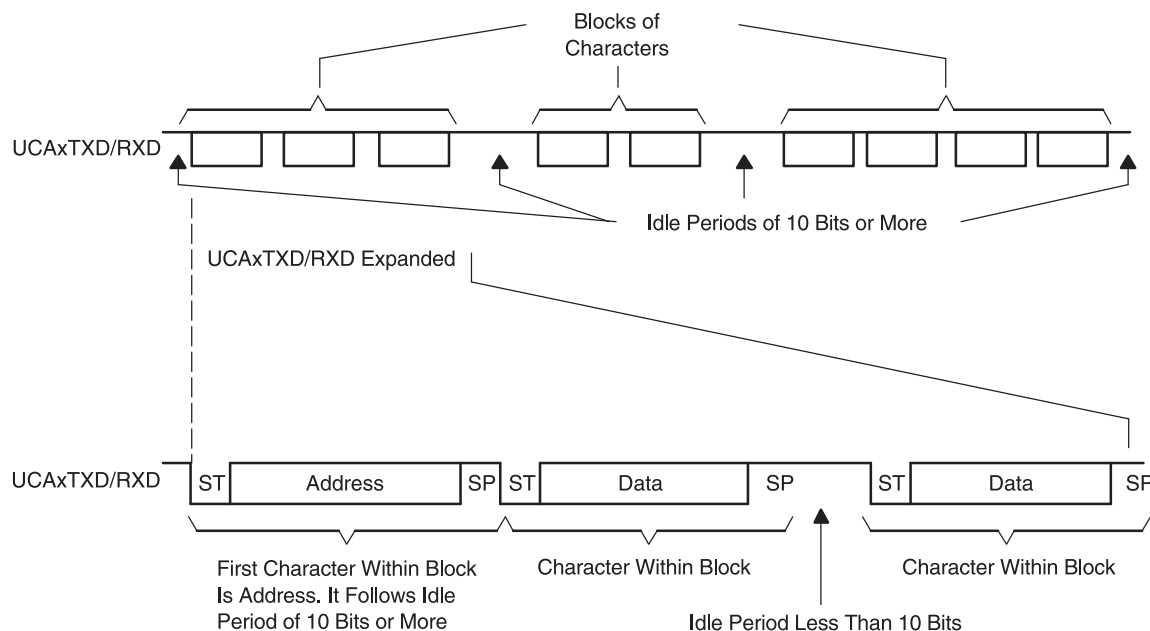 Blocks of
Characters
UCAxTXD/RXD
Idle Periods of 10 Bits or More
UCAxTXD/RXD Expanded
UCAxTXD/RXD
ST
Address
SP
ST
Data
SP
ST
Data
SP
First Character Within Block
Is Address. It Follows Idle
Period of 10 Bits or More
Character Within Block
Character Within Block
Idle Period Less Than 10 Bits